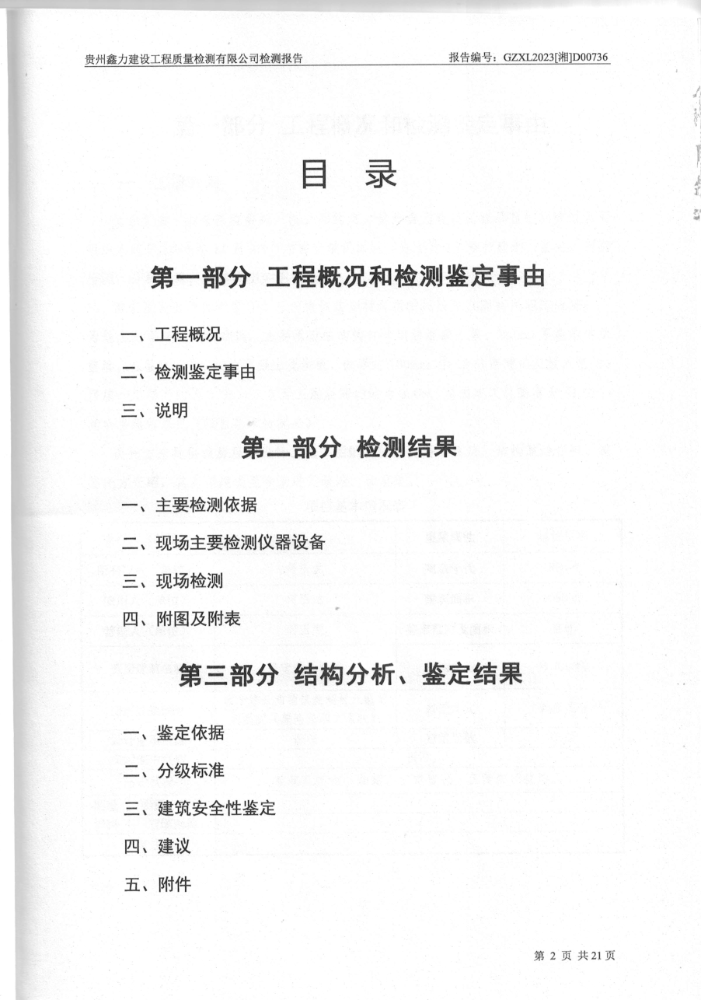 贵州鑫力建设工程质量检测有限公司检测报告 报告编号：GZXL2023[湘]D00736
目 录
第一部分 工程概况和检测鉴定事由
一、工程概况
二、检测鉴定事由
三、说明
第二部分 检测结果
一、主要检测依据
二、现场主要检测仪器设备
三、现场检测
四、附图及附表
第三部分 结构分析、鉴定结果
一、鉴定依据
二、分级标准
三、建筑安全性鉴定
四、建议
五、附件
第 2 页 共21页